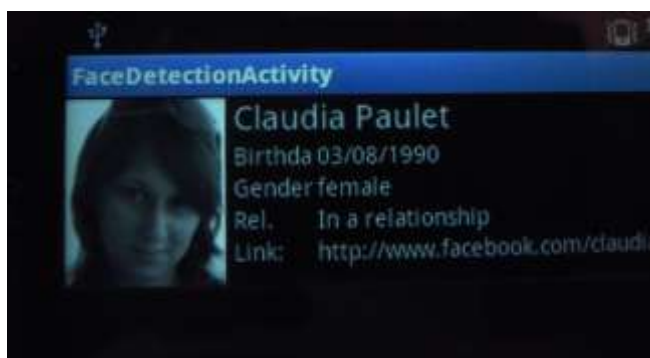 FaceDetectionActivity
Claudia Paulet
Birthda 03/08/1990
Gender female
Rel. In a relationship
Link: http://www.facebook.com/claudi